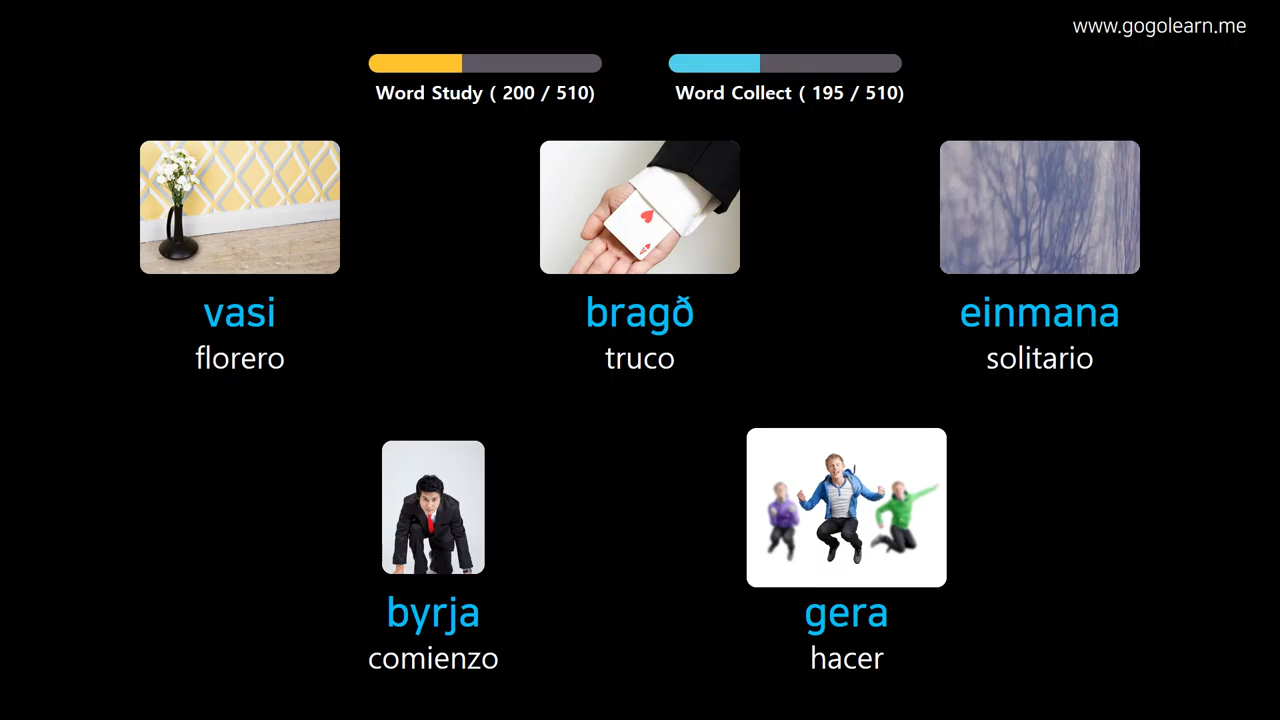 www.gogolearn.me
Word Study ( 200 / 510)
Word Collect ( 195 / 510)
vasi
florero
bragð
truco
einmana
solitario
byrja
comienzo
gera
hacer